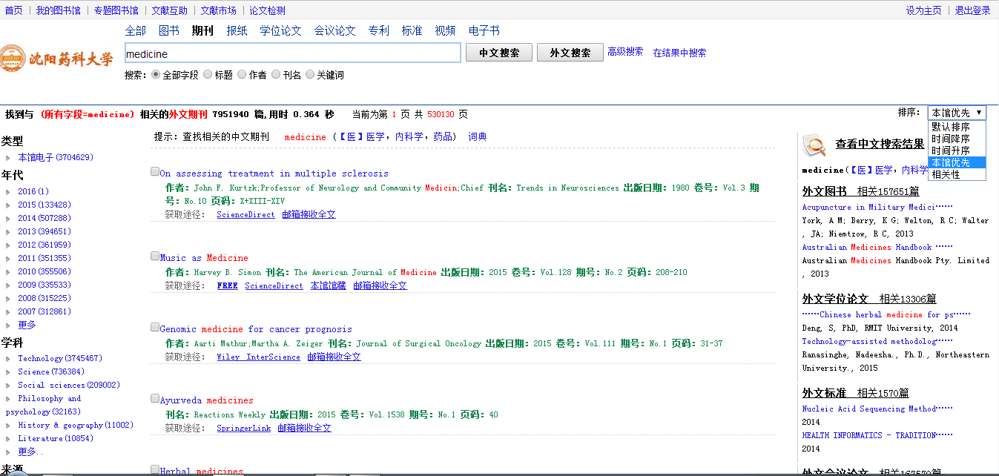 首页 | 我的图书馆 | 专题图书馆 | 文献互助 | 文献市场 | 论文检测
设为主页 | 退出登录
全部 图书 期刊 报纸 学位论文 会议论文 专利 标准 视频 电子书
沈阳药科大学
medicine 中文搜索 外文搜索 高级搜索 在结果中搜索
搜索: 全部字段 标题 作者 刊名 关键词
找到与 (所有字段=medicine) 相关的外文期刊 7951940 篇,用时 0.364 秒 当前为第 1 页 共 530130 页
排序: 本馆优先 ▼
默认排序
时间降序
时间升序
本馆优先
相关性
类型
本馆电子(3704629)
年代
2016(1)
2015(133428)
2014(507288)
2013(394651)
2012(361959)
2011(351355)
2010(355506)
2009(335533)
2008(315225)
2007(312861)
更多
学科
Technology(3745467)
Science(736384)
Social sciences(209002)
Philosophy and
psychology(32163)
History & geography(11002)
Literature(10854)
更多..
来源
提示: 查找相关的中文期刊 medicine (【医】医学, 内科学, 药品) 词典
On assessing treatment in multiple sclerosis
作者: John F. Kurtzk;Professor of Neurology and Community Medicin;Chief 刊名: Trends in Neurosciences 出版日期: 1980 卷号: Vol.3 期
号: No.10 页码: X+XIII-XIV
获取途径: ScienceDirect 邮箱接收全文
Music as Medicine
作者: Harvey B. Simon 刊名: The American Journal of Medicine 出版日期: 2015 卷号: Vol.128 期号: No.2 页码: 208-210
获取途径: FREE ScienceDirect 本馆馆藏 邮箱接收全文
Genomic medicine for cancer prognosis
作者: Aarti Mathur;Martha A. Zeiger 刊名: Journal of Surgical Oncology 出版日期: 2015 卷号: Vol.111 期号: No.1 页码: 31-37
获取途径: Wiley InterScience 邮箱接收全文
Ayurveda medicines
刊名: Reactions Weekly 出版日期: 2015 卷号: Vol.1538 期号: No.1 页码: 40
获取途径: SpringerLink 邮箱接收全文
Herbal medicines
查看中文搜索结果
medicine(【医】医学, 内科学
外文图书 相关157651篇
Acupuncture in Military Medici……
York, A M; Berry, K G; Welton, R C; Walter
, JA; Niemtzow, R C, 2013
Australian Medicines Handbook ……
Australian Medicines Handbook Pty. Limited
, 2013
外文学位论文 相关13306篇
……Chinese herbal medicine for ps……
Deng, S, PhD, RMIT University, 2014
Technology-assisted methodolog……
Ranasinghe, Nadeesha., Ph.D., Northeastern
University., 2015
外文标准 相关1570篇
Nucleic Acid Sequencing Method……
2014
HEALTH INFORMATICS - TRADITION……
2014
外文会议论文 相关167570篇